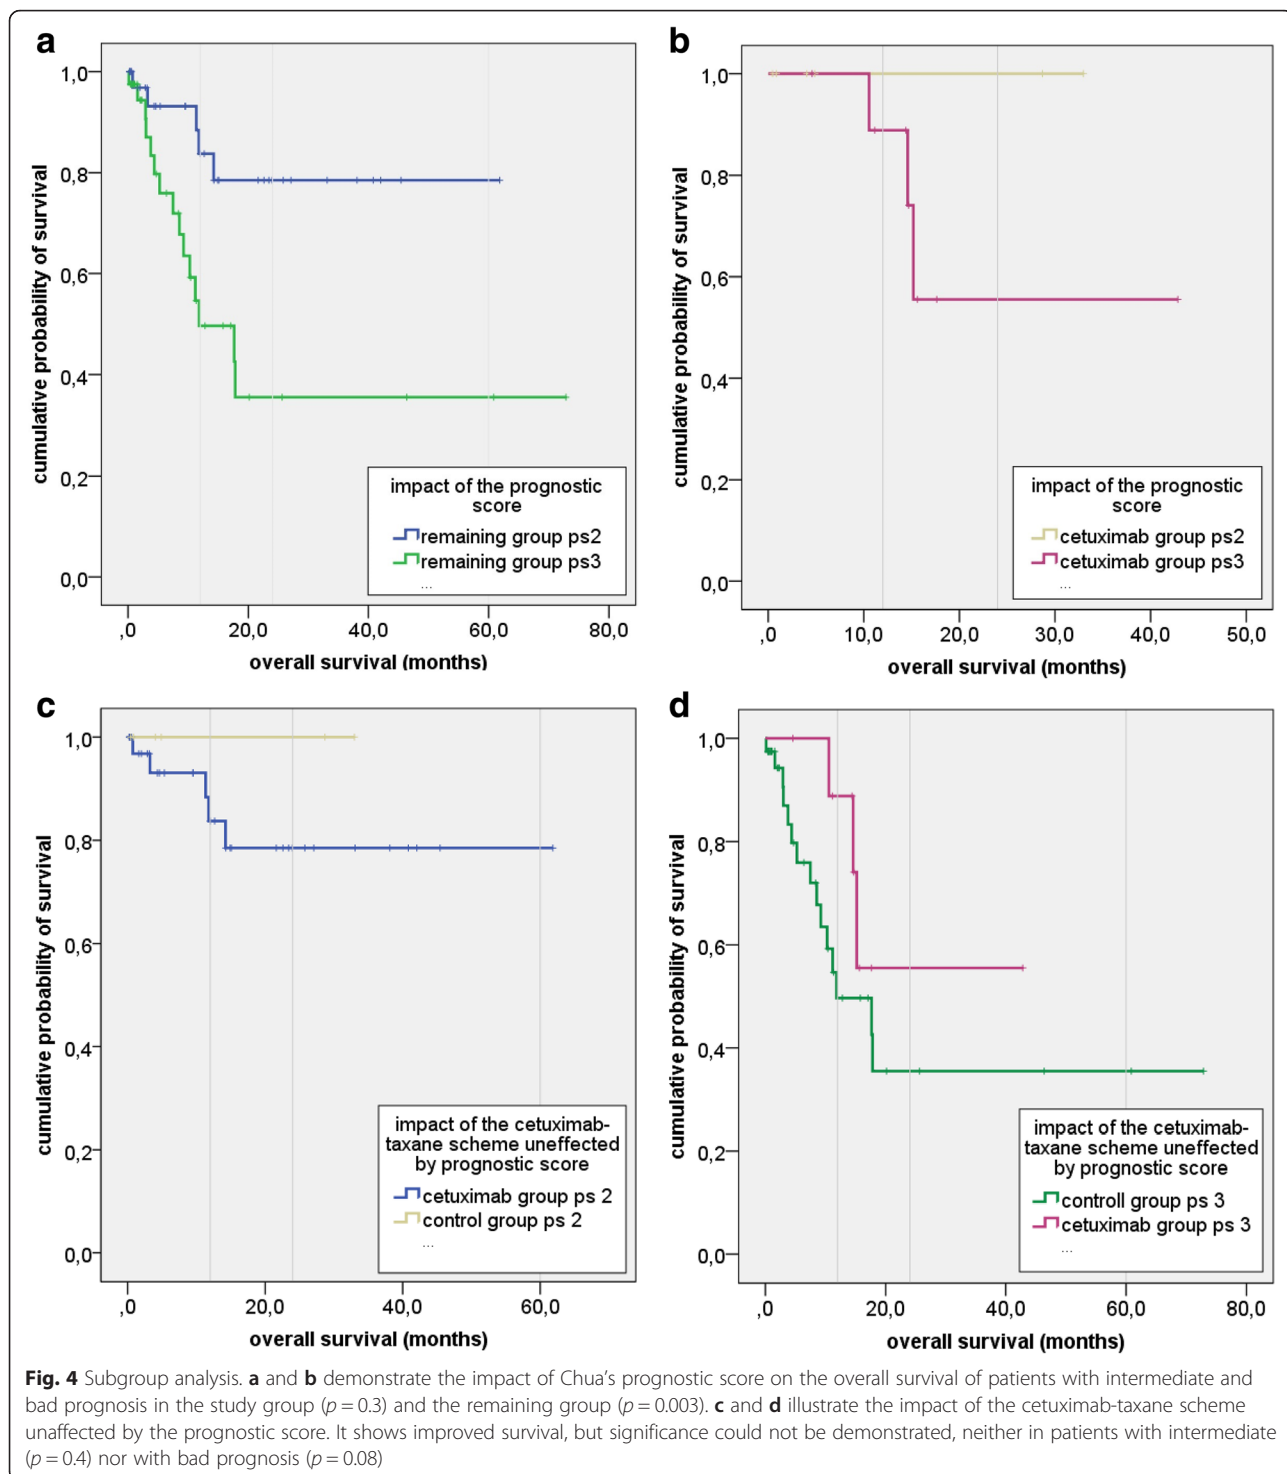 a
1,0
0,8
0,6
0,4
0,2
0,0
cumulative probability of survival
,0
20,0
40,0
60,0
80,0
overall survival (months)
impact of the prognostic
score
remaining group ps2
remaining group ps3
...
b
1,0
0,8
0,6
0,4
0,2
0,0
cumulative probability of survival
,0
10,0
20,0
30,0
40,0
50,0
overall survival (months)
impact of the prognostic
score
cetuximab group ps2
cetuximab group ps3
...
c
1,0
0,8
0,6
0,4
0,2
0,0
cumulative probability of survival
,0
20,0
40,0
60,0
overall survival (months)
impact of the cetuximab-
taxane scheme uneffected
by prognostic score
cetuximab group ps 2
control group ps 2
...
d
1,0
0,8
0,6
0,4
0,2
0,0
cumulative probability of survival
,0
20,0
40,0
60,0
80,0
overall survival (months)
impact of the cetuximab-
taxane scheme uneffected
by prognostic score
controll group ps 3
cetuximab group ps 3
...
Fig. 4 Subgroup analysis. a and b demonstrate the impact of Chua's prognostic score on the overall survival of patients with intermediate and
bad prognosis in the study group (p = 0.3) and the remaining group (p = 0.003). c and d illustrate the impact of the cetuximab-taxane scheme
unaffected by the prognostic score. It shows improved survival, but significance could not be demonstrated, neither in patients with intermediate
(p = 0.4) nor with bad prognosis (p = 0.08)